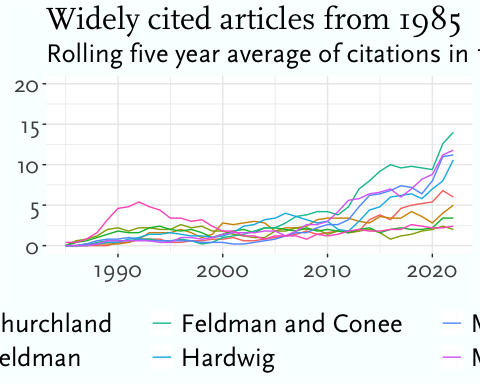 Widely cited articles from 1985
Rolling five year average of citations in
20
15
10
5
0
1990 2000 2010 2020
hurchland Feldman and Conee
eldman Hardwig